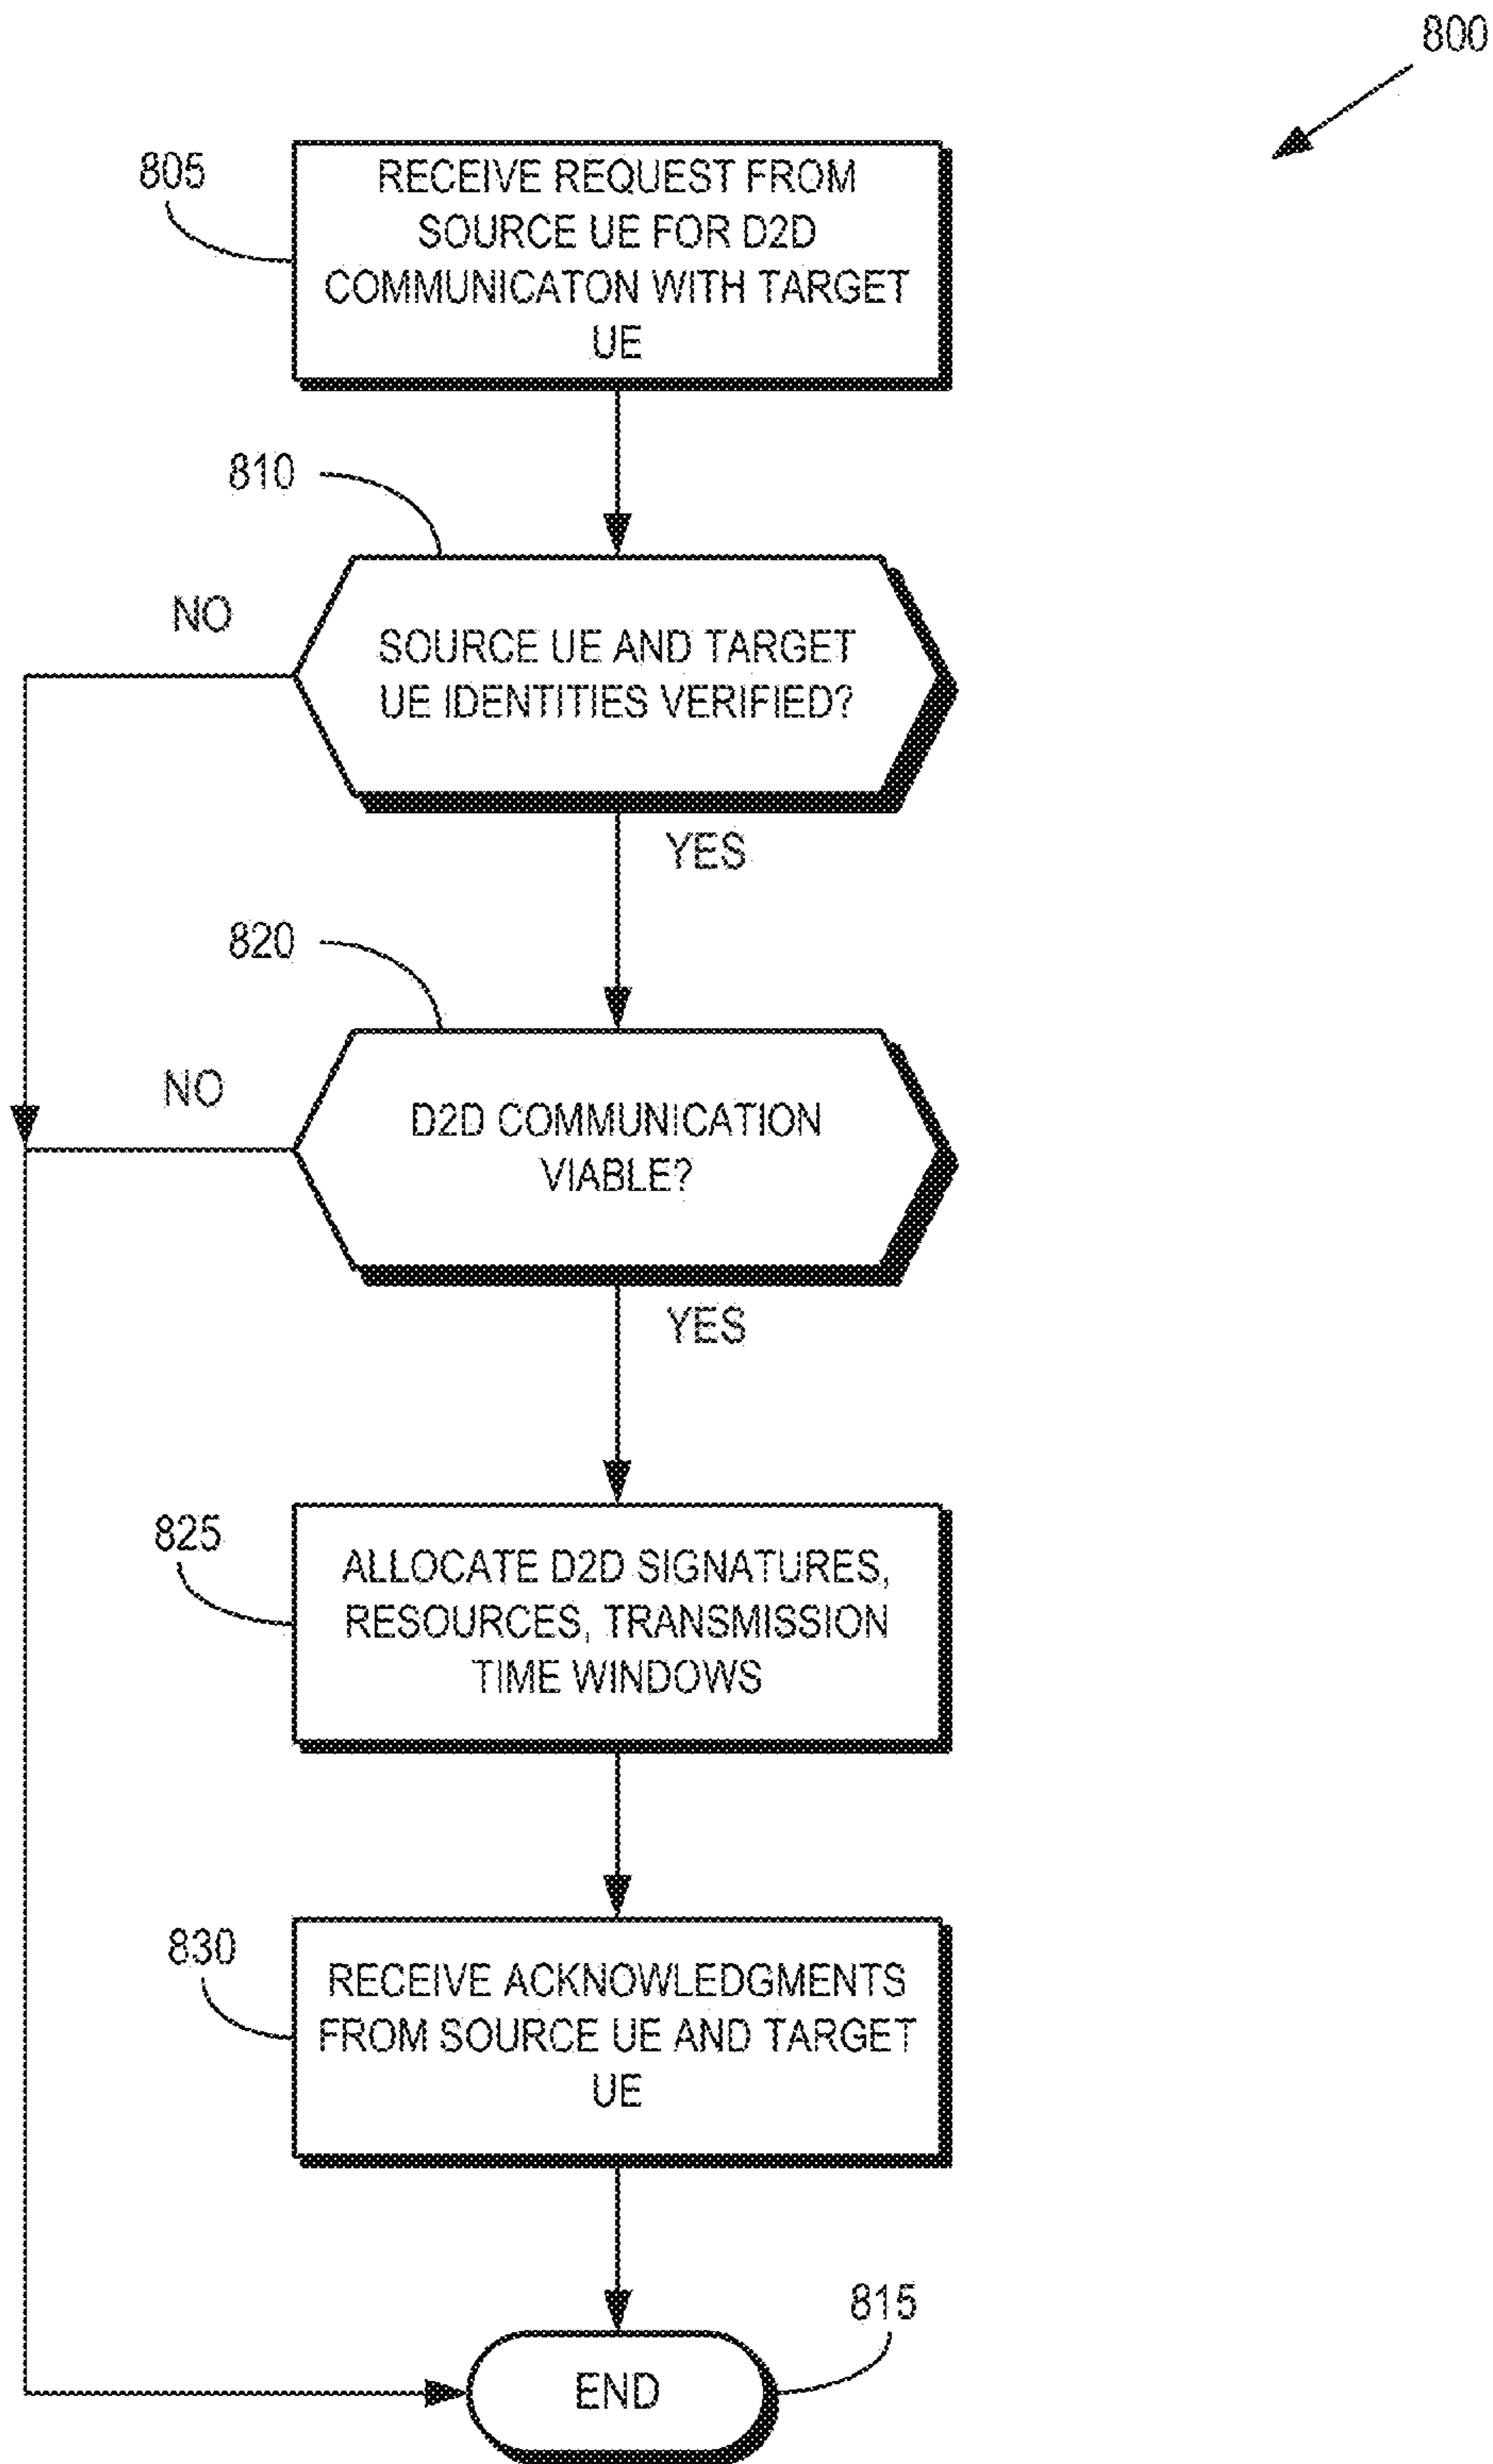 800
805
RECEIVE REQUEST FROM
SOURCE UE FOR D2D
COMMUNICATON WITH TARGET
UE
810
NO
SOURCE UE AND TARGET
UE IDENTITIES VERIFIED?
YES
820
NO
D2D COMMUNICATION
VIABLE?
YES
825
ALLOCATE D2D SIGNATURES,
RESOURCES, TRANSMISSION
TIME WINDOWS
830
RECEIVE ACKNOWLEDGMENTS
FROM SOURCE UE AND TARGET
UE
815
END